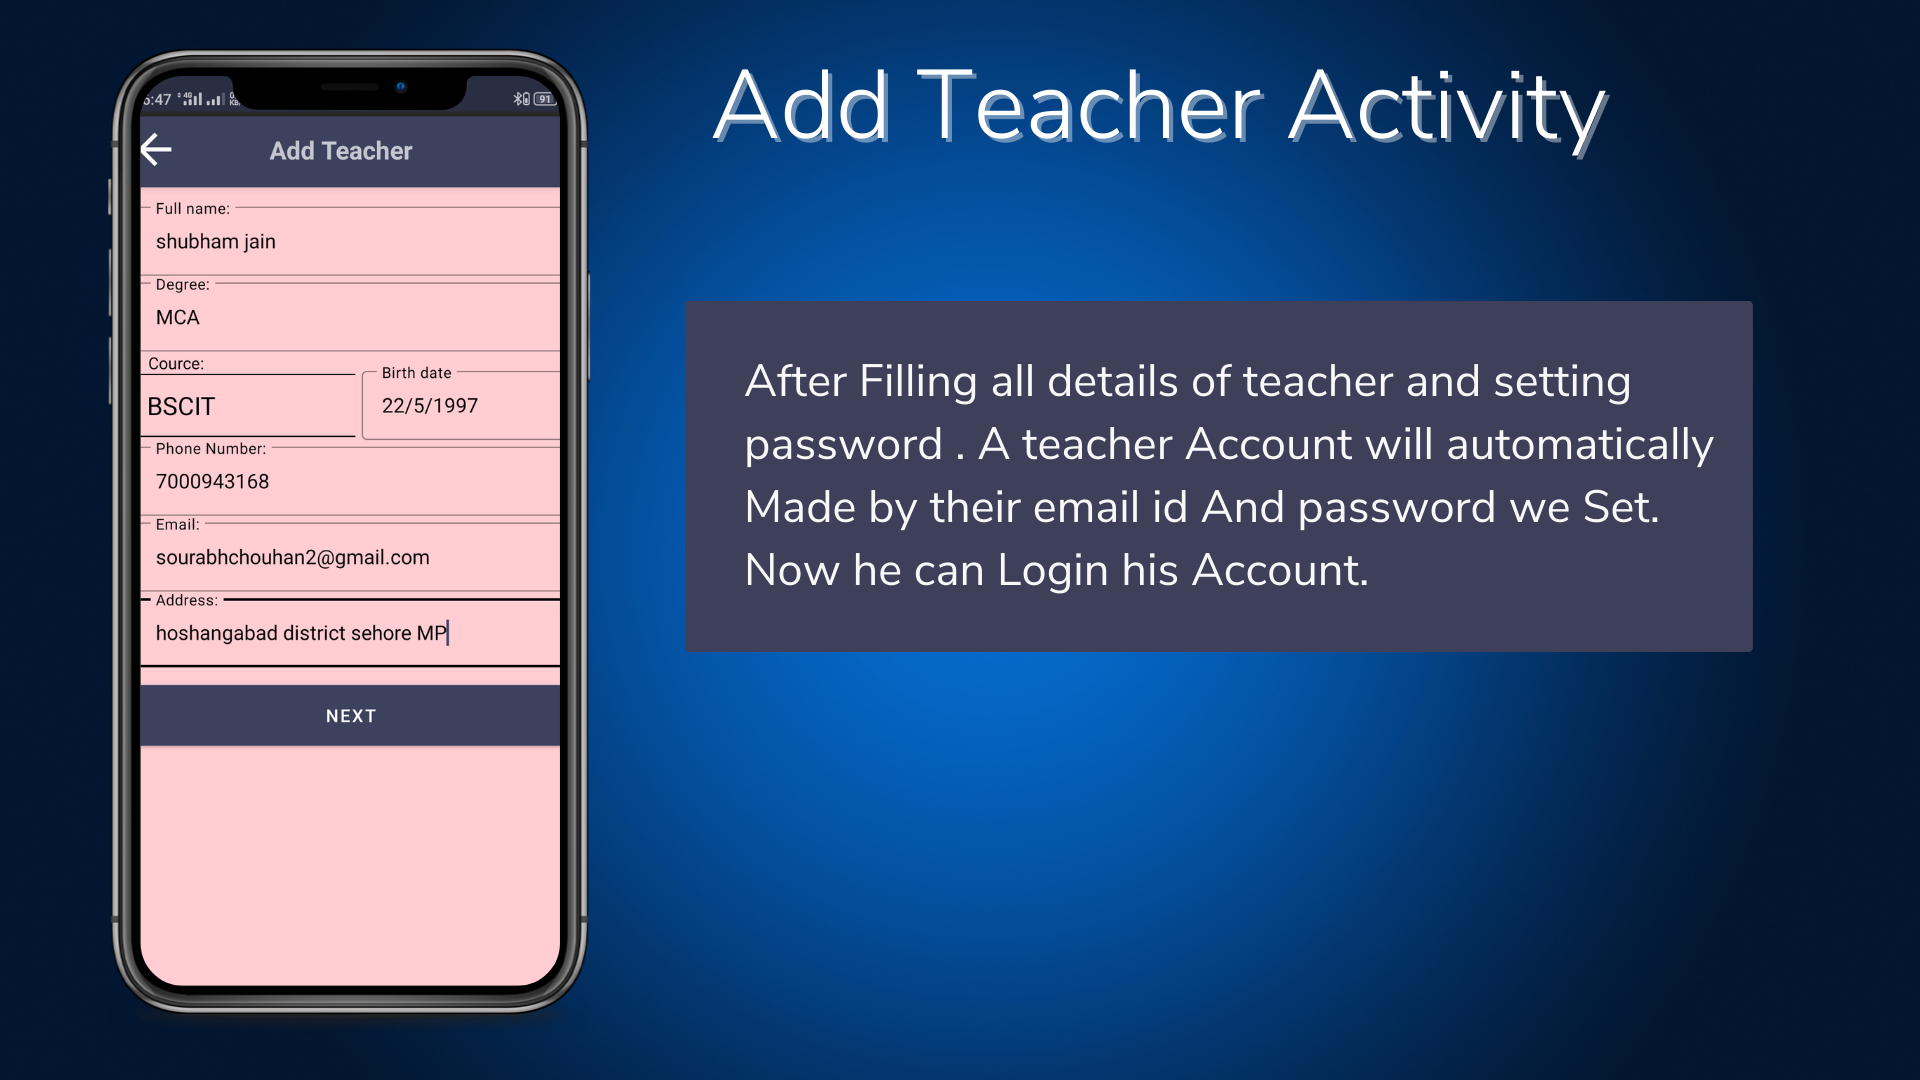 Add Teacher Activity
:47 4G 91
Add Teacher
Full name:
shubham jain
Degree:
MCA
Cource:
BSCIT
Birth date
22/5/1997
Phone Number:
7000943168
Email:
sourabhchouhan2@gmail.com
Address:
hoshangabad district sehore MP
NEXT
After Filling all details of teacher and setting
password . A teacher Account will automatically
Made by their email id And password we Set.
Now he can Login his Account.